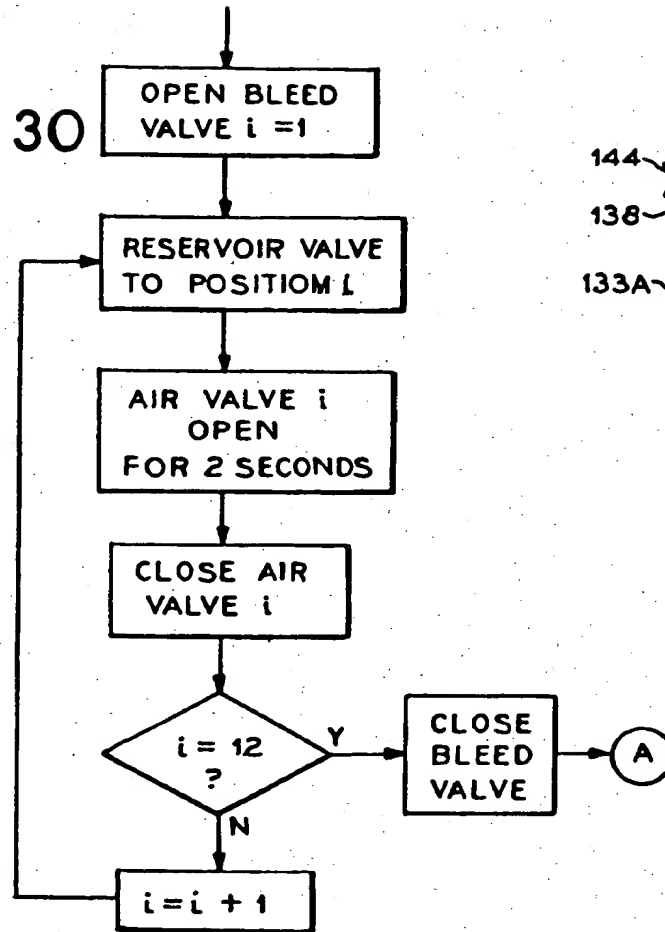 30
OPEN BLEED
VALVE i =1
RESERVOIR VALVE
TO POSITIOM I
AIR VALVE i
OPEN
FOR 2 SECONDS
CLOSE AIR
VALVE i
i = 12
?
Y
N
CLOSE
BLEED
VALVE
A
i = i + 1
144
138
133A